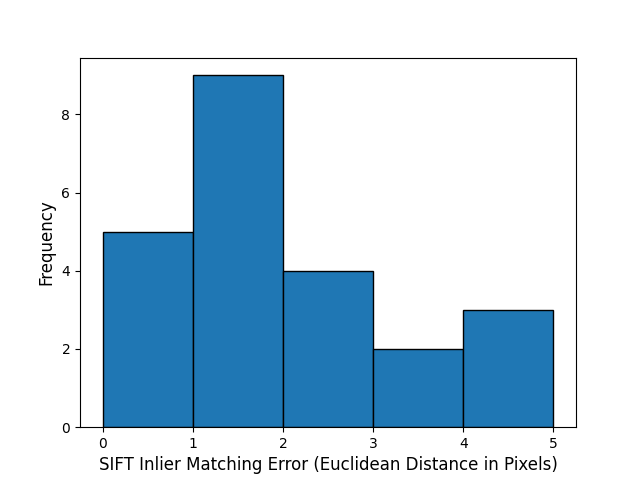 8
6
4
2
0
Frequency
0 1 2 3 4 5
SIFT Inlier Matching Error (Euclidean Distance in Pixels)